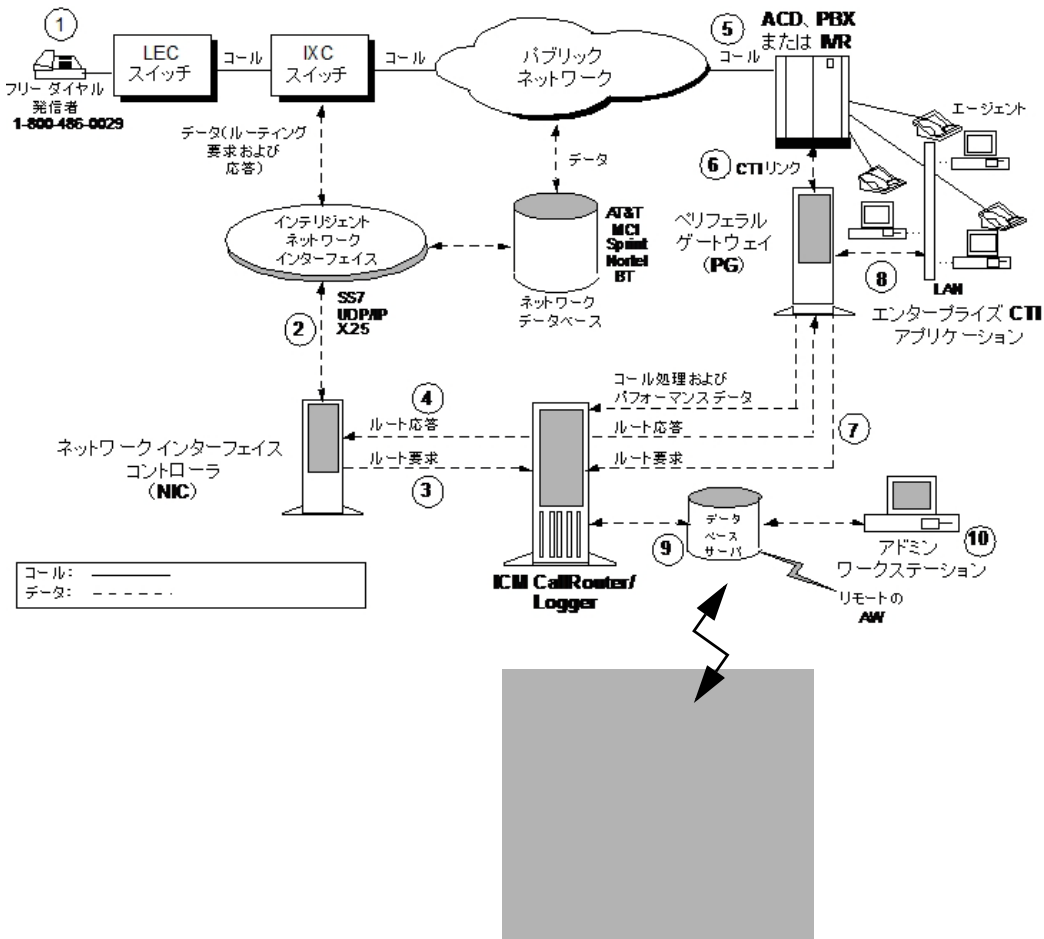 1
LEC
スイッチ
コール
IXC
スイッチ
コール
パブリック
ネットワーク
5
コール
ACD、PBX
または IVR
フリー ダイヤル
発信者
1-800-486-0029
エージェント
データ(ルーティング
要求および
応答)
データ
6
CTIリンク
インテリジェント
ネットワーク
インターフェイス
AT&T
MCI
Sprint
Nortel
BT
ネットワーク
データベース
ペリフェラル
ゲートウェイ
(PG)
8
LAN
エンタープライズ CTI
アプリケーション
2
SS7
UDP/IP
X.25
コール処理および
パフォーマンス データ
4
ルート応答
ルート応答
7
ネットワーク インターフェイス
コントローラ
(NIC)
ルート要求
3
ルート要求
データ
ベース
サーバ
9
10
アドミン
ワークステーション
コール:
データ:
ICM CallRouter/
Logger
リモートの
AW